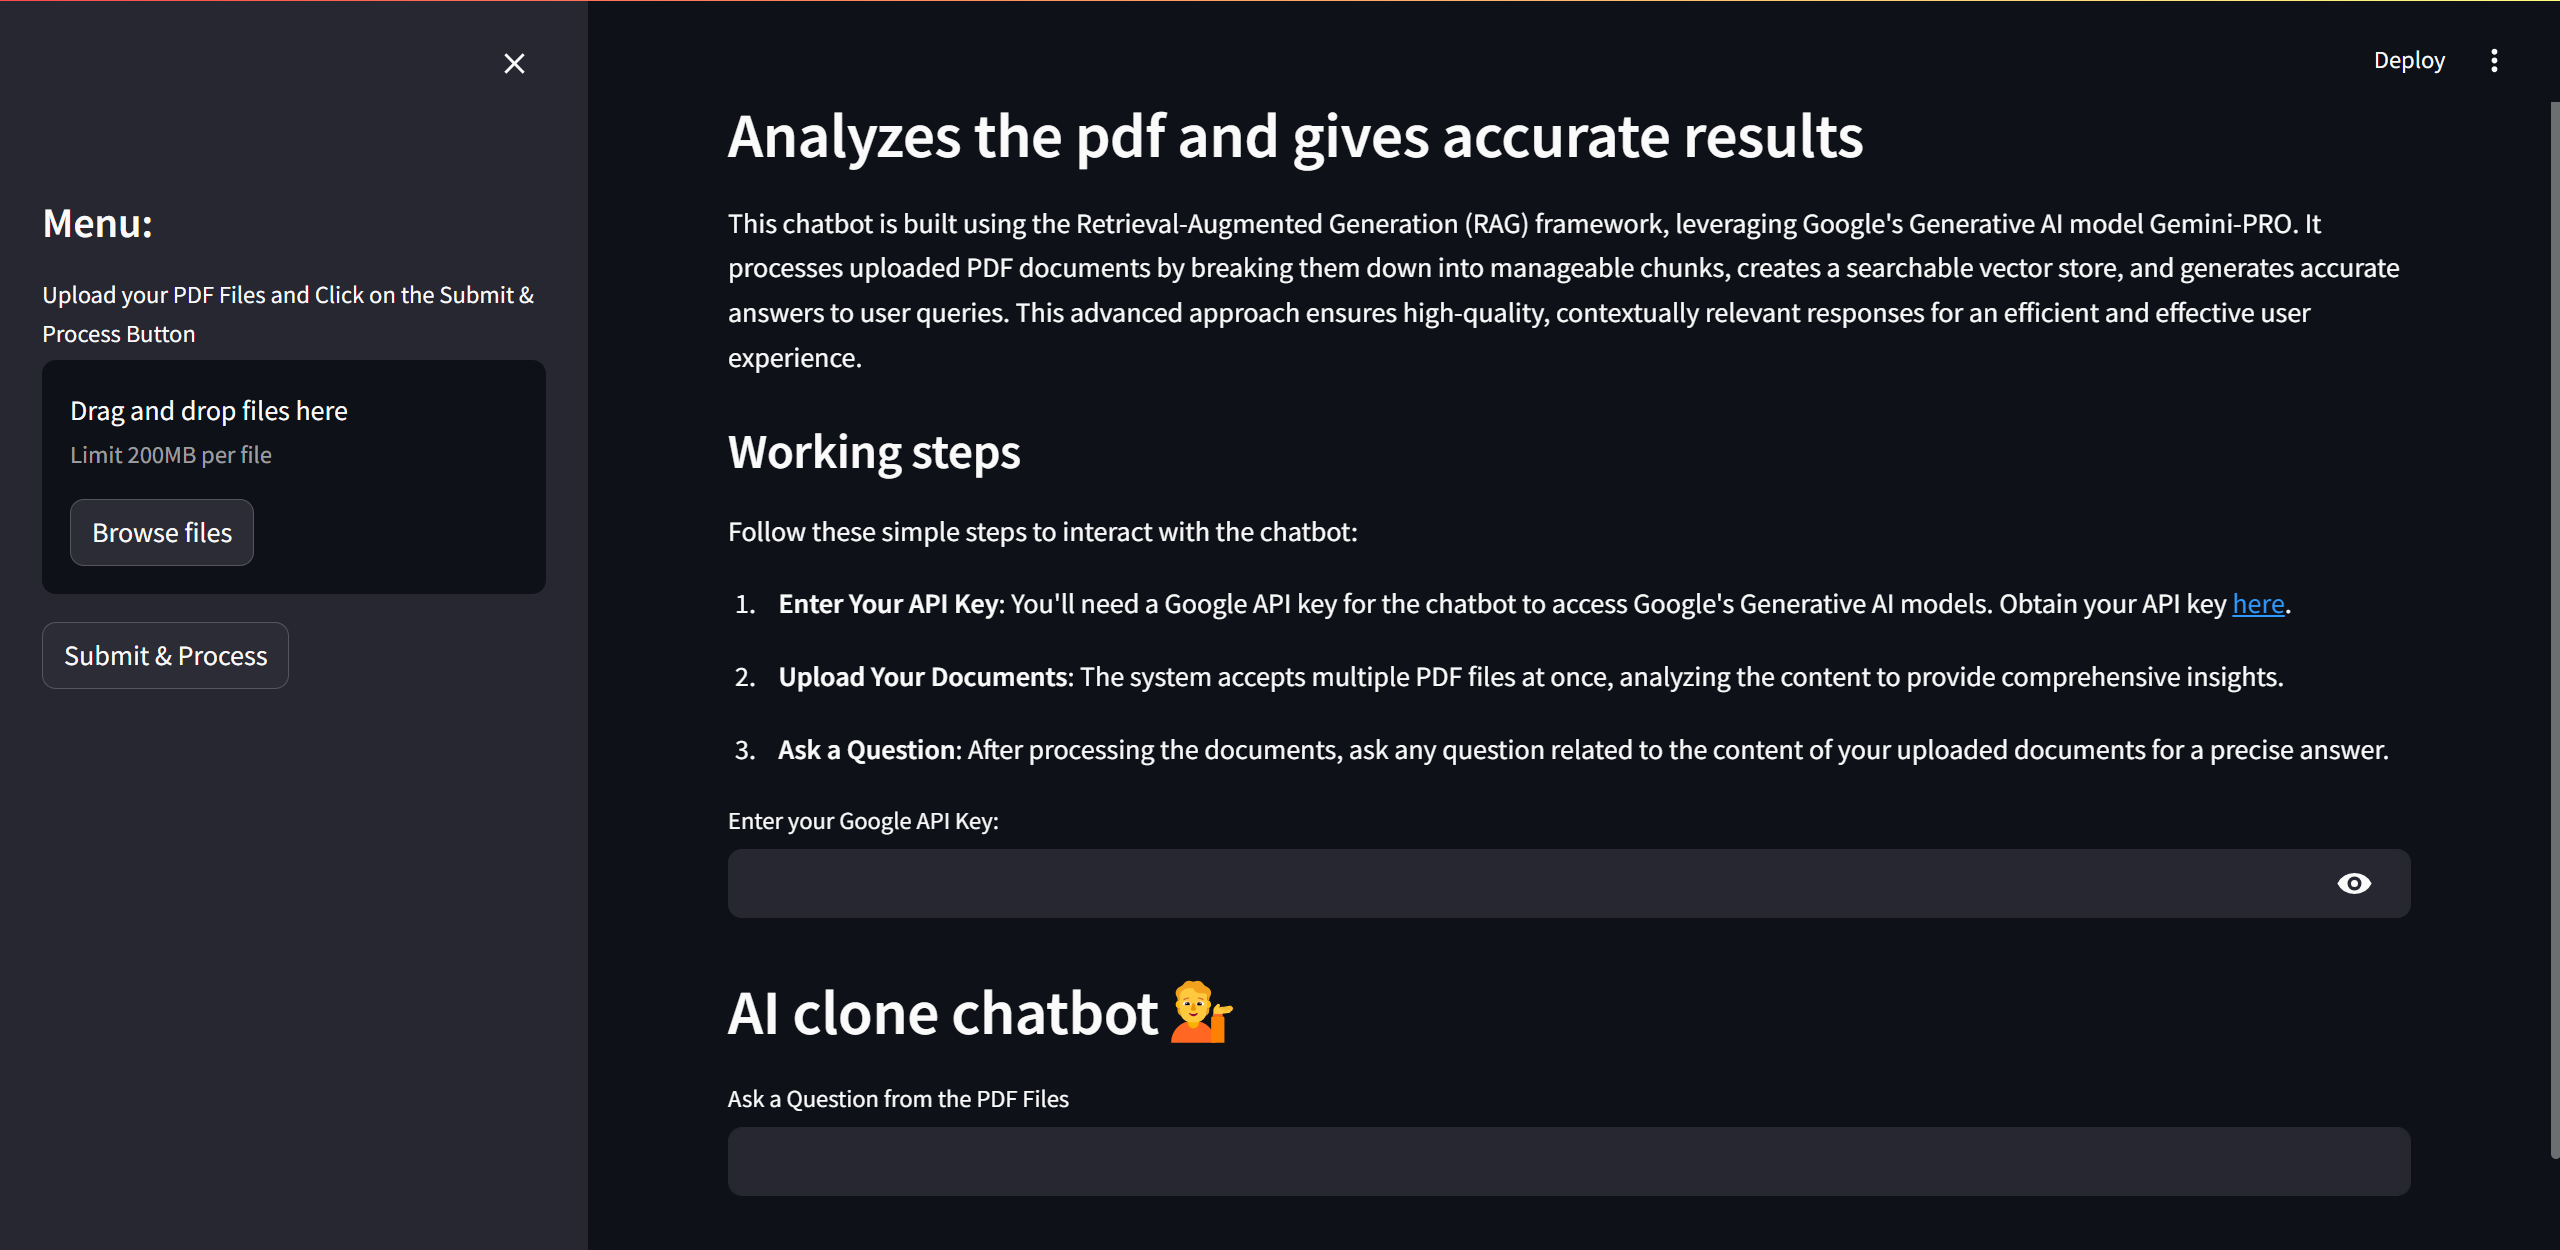 Deploy
Menu:
Upload your PDF Files and Click on the Submit &
Process Button
Drag and drop files here
Limit 200MB per file
Browse files
Submit & Process
Analyzes the pdf and gives accurate results
This chatbot is built using the Retrieval-Augmented Generation (RAG) framework, leveraging Google's Generative AI model Gemini-PRO. It
processes uploaded PDF documents by breaking them down into manageable chunks, creates a searchable vector store, and generates accurate
answers to user queries. This advanced approach ensures high-quality, contextually relevant responses for an efficient and effective user
experience.
Working steps
Follow these simple steps to interact with the chatbot:
1. Enter Your API Key: You'll need a Google API key for the chatbot to access Google's Generative AI models. Obtain your API key here.
2. Upload Your Documents: The system accepts multiple PDF files at once, analyzing the content to provide comprehensive insights.
3. Ask a Question: After processing the documents, ask any question related to the content of your uploaded documents for a precise answer.
Enter your Google API Key:
AI clone chatbot 💁
Ask a Question from the PDF Files